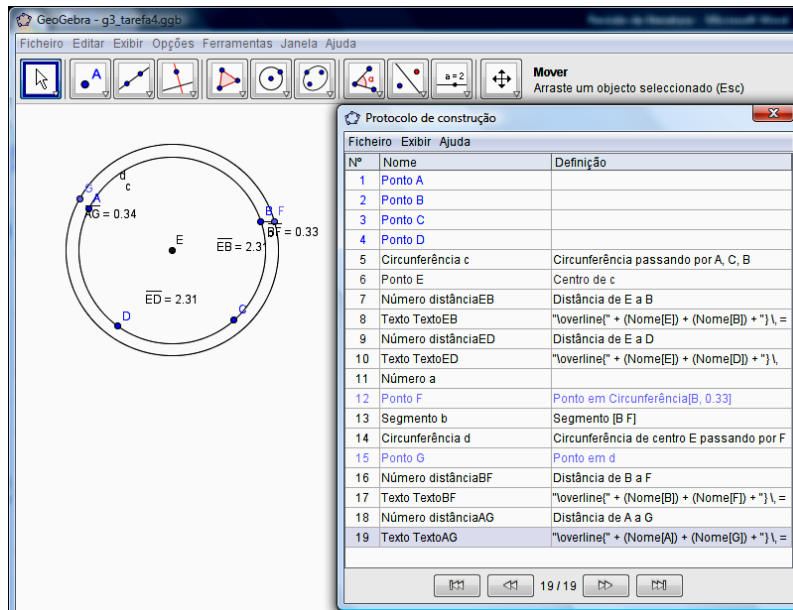 GeoGebra - g3_tarefa4.ggb
Ficheiro Editar Exibir Opções Ferramentas Janela Ajuda
A
a=2
Mover
Arraste um objecto seleccionado (Esc)
G
d
c
A
AG = 0.34
B F
BF = 0.33
E
EB = 2.31
ED = 2.31
D
C
Protocolo de construção
Ficheiro Exibir Ajuda
Nº Nome Definição
1 Ponto A
2 Ponto B
3 Ponto C
4 Ponto D
5 Circunferência c Circunferência passando por A, C, B
6 Ponto E Centro de c
7 Número distânciaEB Distância de E a B
8 Texto TextoEB "\overline{" + (Nome[E]) + (Nome[B]) + "} \, =
9 Número distânciaED Distância de E a D
10 Texto TextoED "\overline{" + (Nome[E]) + (Nome[D]) + "} \,
11 Número a
12 Ponto F Ponto em Circunferência[B, 0.33]
13 Segmento b Segmento [B F]
14 Circunferência d Circunferência de centro E passando por F
15 Ponto G Ponto em d
16 Número distânciaBF Distância de B a F
17 Texto TextoBF "\overline{" + (Nome[B]) + (Nome[F]) + "} \, =
18 Número distânciaAG Distância de A a G
19 Texto TextoAG "\overline{" + (Nome[A]) + (Nome[G]) + "} \, =
19 / 19